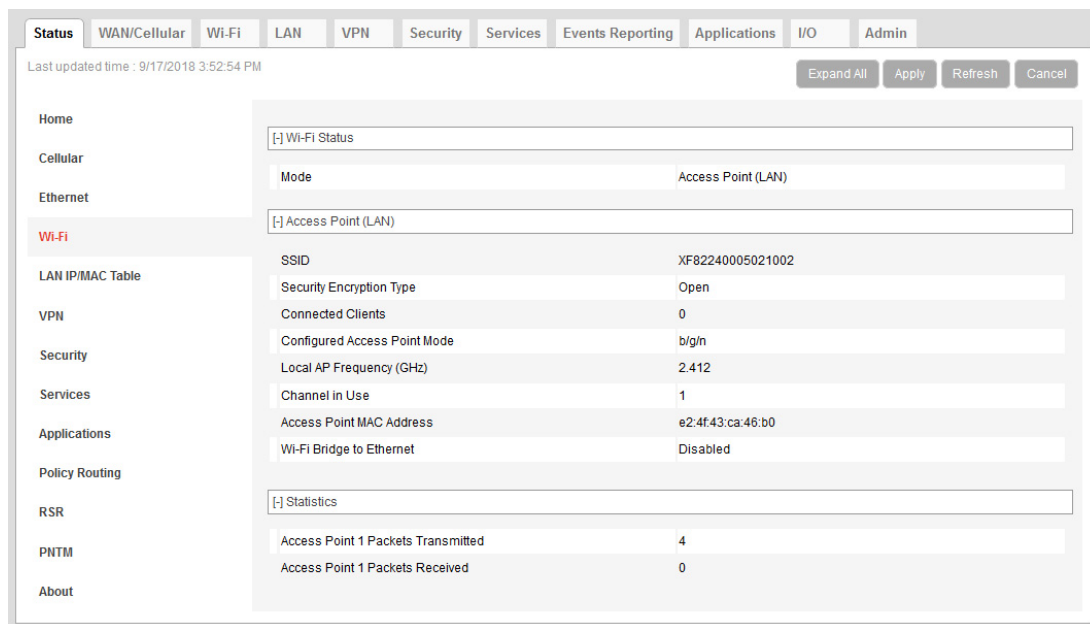 Status WAN/Cellular Wi-Fi LAN VPN Security Services Events Reporting Applications I/O Admin
Last updated time : 9/17/2018 3:52:54 PM
Expand All Apply Refresh Cancel
Home
Cellular
Ethernet
Wi-Fi
LAN IP/MAC Table
VPN
Security
Services
Applications
Policy Routing
RSR
PNTM
About
[-] Wi-Fi Status
Mode Access Point (LAN)
[-] Access Point (LAN)
SSID XF82240005021002
Security Encryption Type Open
Connected Clients 0
Configured Access Point Mode b/g/n
Local AP Frequency (GHz) 2.412
Channel in Use 1
Access Point MAC Address e2:4f:43:ca:46:b0
Wi-Fi Bridge to Ethernet Disabled
[-] Statistics
Access Point 1 Packets Transmitted 4
Access Point 1 Packets Received 0